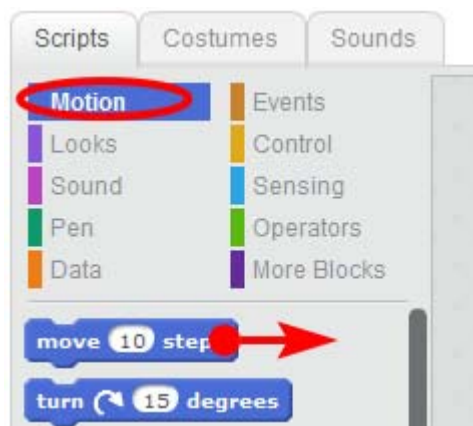 Scripts Costumes Sounds
Motion Events
Looks Control
Sound Sensing
Pen Operators
Data More Blocks
move 10 step
turn 15 degrees